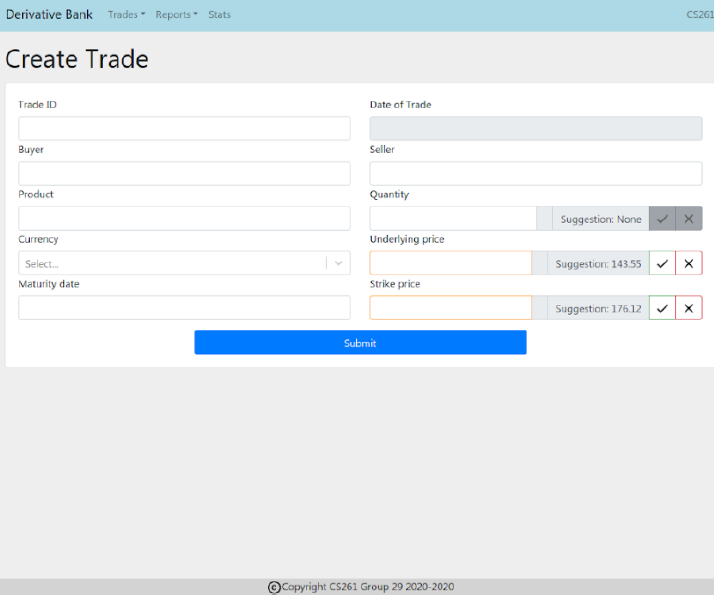 Derivative Bank Trades Reports Stats CS261
Create Trade
Trade ID Date of Trade
Buyer Seller
Product Quantity
Suggestion: None
Currency Underlying price
Select... Suggestion: 143.55
Maturity date Strike price
Suggestion: 176.12
Submit
©Copyright CS261 Group 29 2020-2020